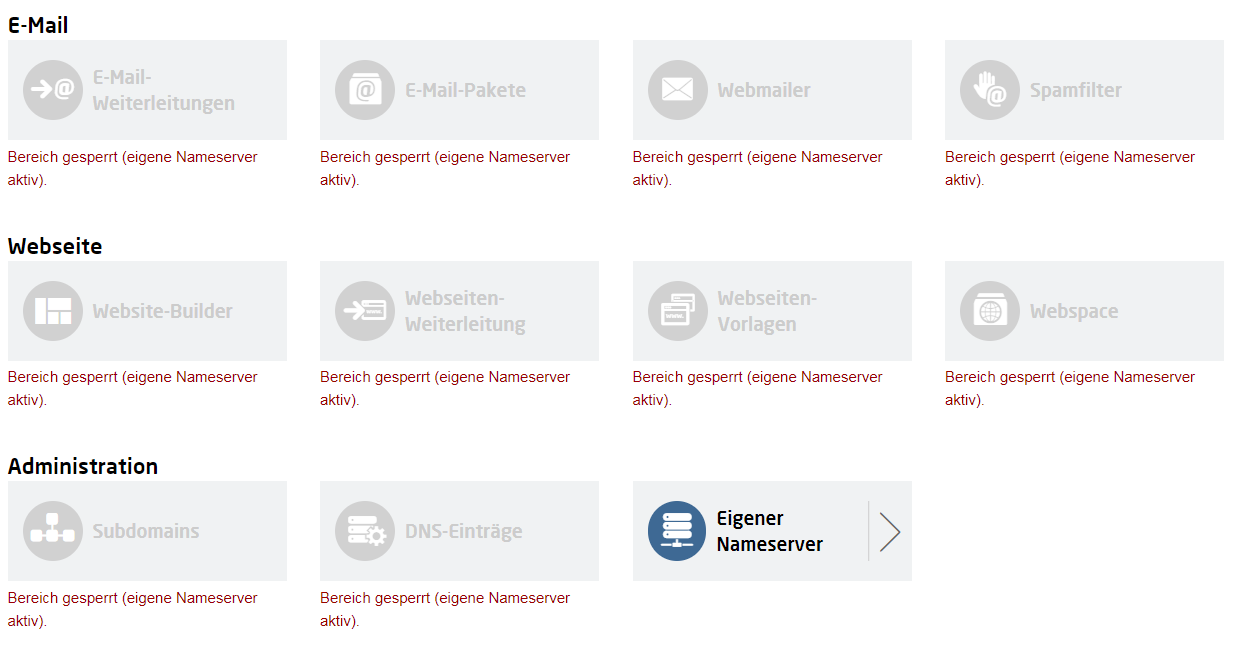 E-Mail
E-Mail-
Weiterleitungen
E-Mail-Pakete
Webmailer
Spamfilter
Bereich gesperrt (eigene Nameserver
aktiv).
Bereich gesperrt (eigene Nameserver
aktiv).
Bereich gesperrt (eigene Nameserver
aktiv).
Bereich gesperrt (eigene Nameserver
aktiv).
Webseite
Website-Builder
Webseiten-
Weiterleitung
Webseiten-
Vorlagen
Webspace
Bereich gesperrt (eigene Nameserver
aktiv).
Bereich gesperrt (eigene Nameserver
aktiv).
Bereich gesperrt (eigene Nameserver
aktiv).
Bereich gesperrt (eigene Nameserver
aktiv).
Administration
Subdomains
DNS-Einträge
Eigener
Nameserver
Bereich gesperrt (eigene Nameserver
aktiv).
Bereich gesperrt (eigene Nameserver
aktiv).